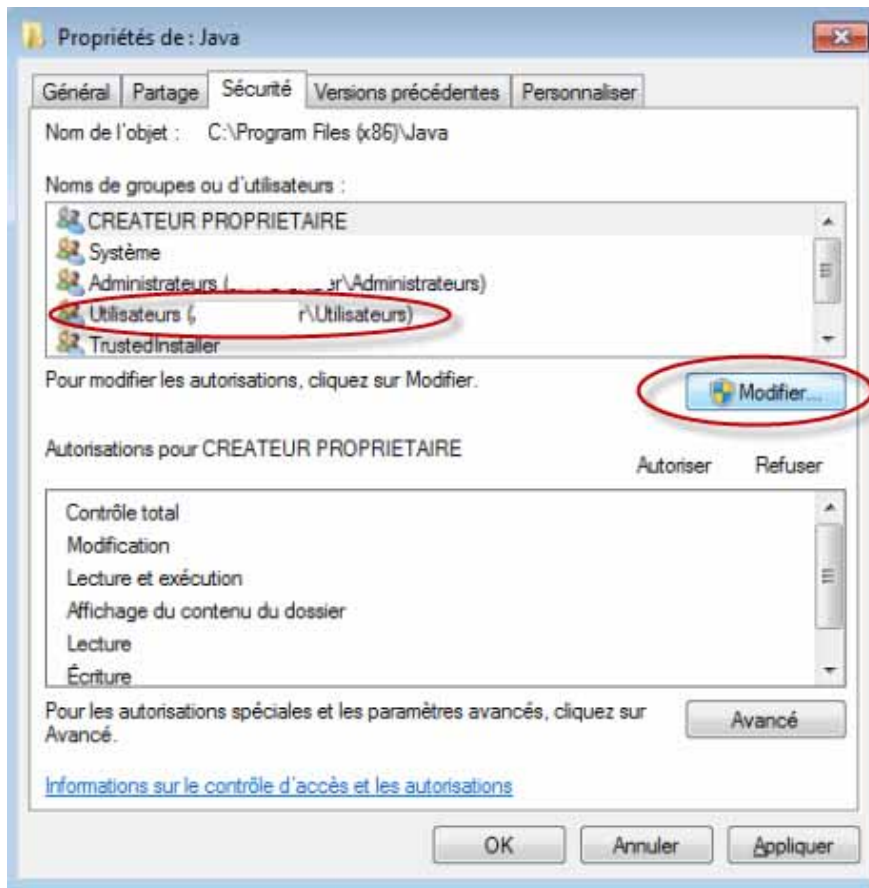 Propriétés de : Java
Général Partage Sécurité Versions précédentes Personnaliser
Nom de l'objet : C:\Program Files (x86)\Java
Noms de groupes ou d'utilisateurs :
CREATEUR PROPRIETAIRE
Système
Administrateurs ( \Administrateurs)
Utilisateurs ( \Utilisateurs)
TrustedInstaller
Pour modifier les autorisations, cliquez sur Modifier.
Modifier...
Autorisations pour CREATEUR PROPRIETAIRE
Autoriser Refuser
Contrôle total
Modification
Lecture et exécution
Affichage du contenu du dossier
Lecture
Écriture
Pour les autorisations spéciales et les paramètres avancés, cliquez sur
Avancé.
Avancé
Informations sur le contrôle d'accès et les autorisations
OK Annuler Appliquer